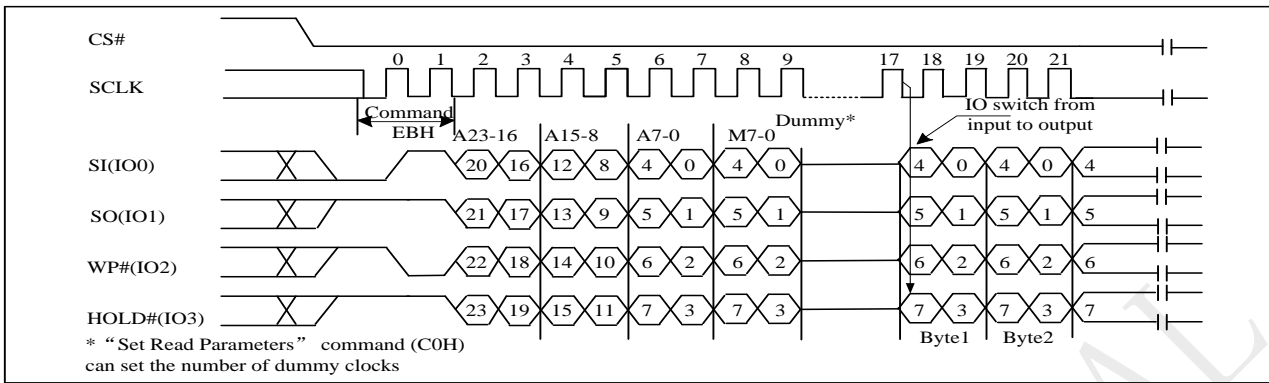 CS#
0 1 2 3 4 5 6 7 8 9 17 18 19 20 21
SCLK
Command
EBH
IO switch from
input to output
Dummy*
A23-16 A15-8 A7-0 M7-0
SI(IO0) 20 16 12 8 4 0 4 0 4 0 4 0 4
SO(IO1) 21 17 13 9 5 1 5 1 5 1 5 1 5
WP#(IO2) 22 18 14 10 6 2 6 2 6 2 6 2 6
HOLD#(IO3) 23 19 15 11 7 3 7 3 7 3 7 3 7
Byte1 Byte2
* “Set Read Parameters” command (C0H)
can set the number of dummy clocks